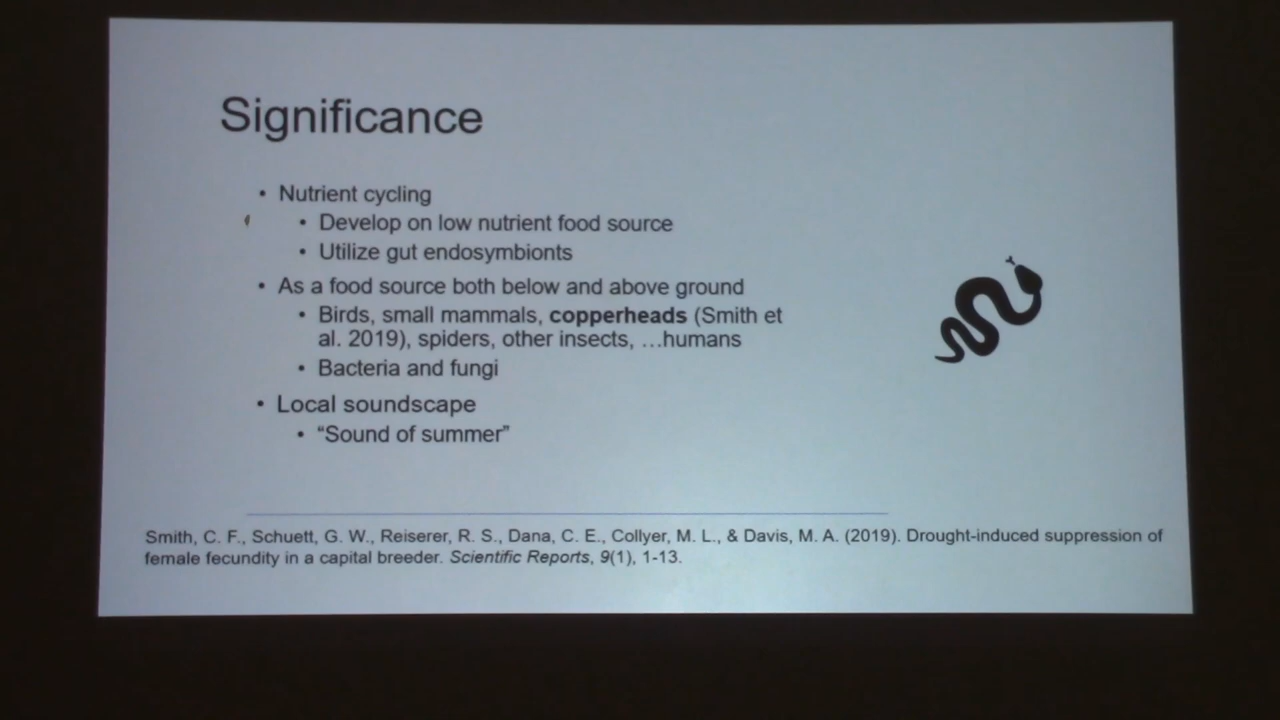 Significance
• Nutrient cycling
• Develop on low nutrient food source
• Utilize gut endosymbionts
• As a food source both below and above ground
• Birds, small mammals, copperheads (Smith et
al. 2019), spiders, other insects, …humans
• Bacteria and fungi
• Local soundscape
• “Sound of summer”
Smith, C. F., Schuett, G. W., Reiserer, R. S., Dana, C. E., Collyer, M. L., & Davis, M. A. (2019). Drought-induced suppression of
female fecundity in a capital breeder. Scientific Reports, 9(1), 1-13.